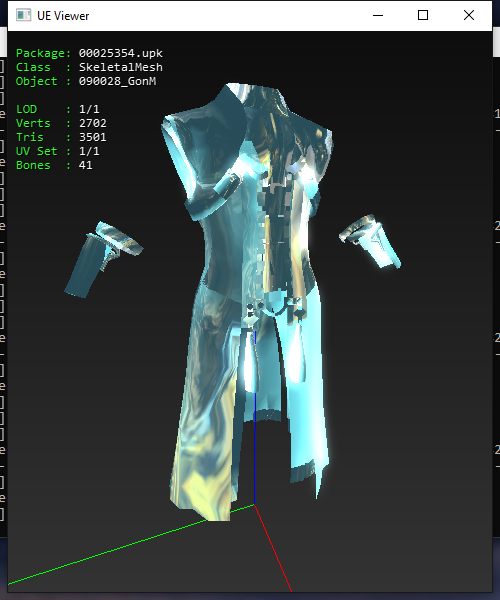 UE Viewer
Package: 00025354.upk
Class : SkeletalMesh
Object : 090028_GonM
LOD : 1/1
Verts : 2702
Tris : 3501
UV Set : 1/1
Bones : 41